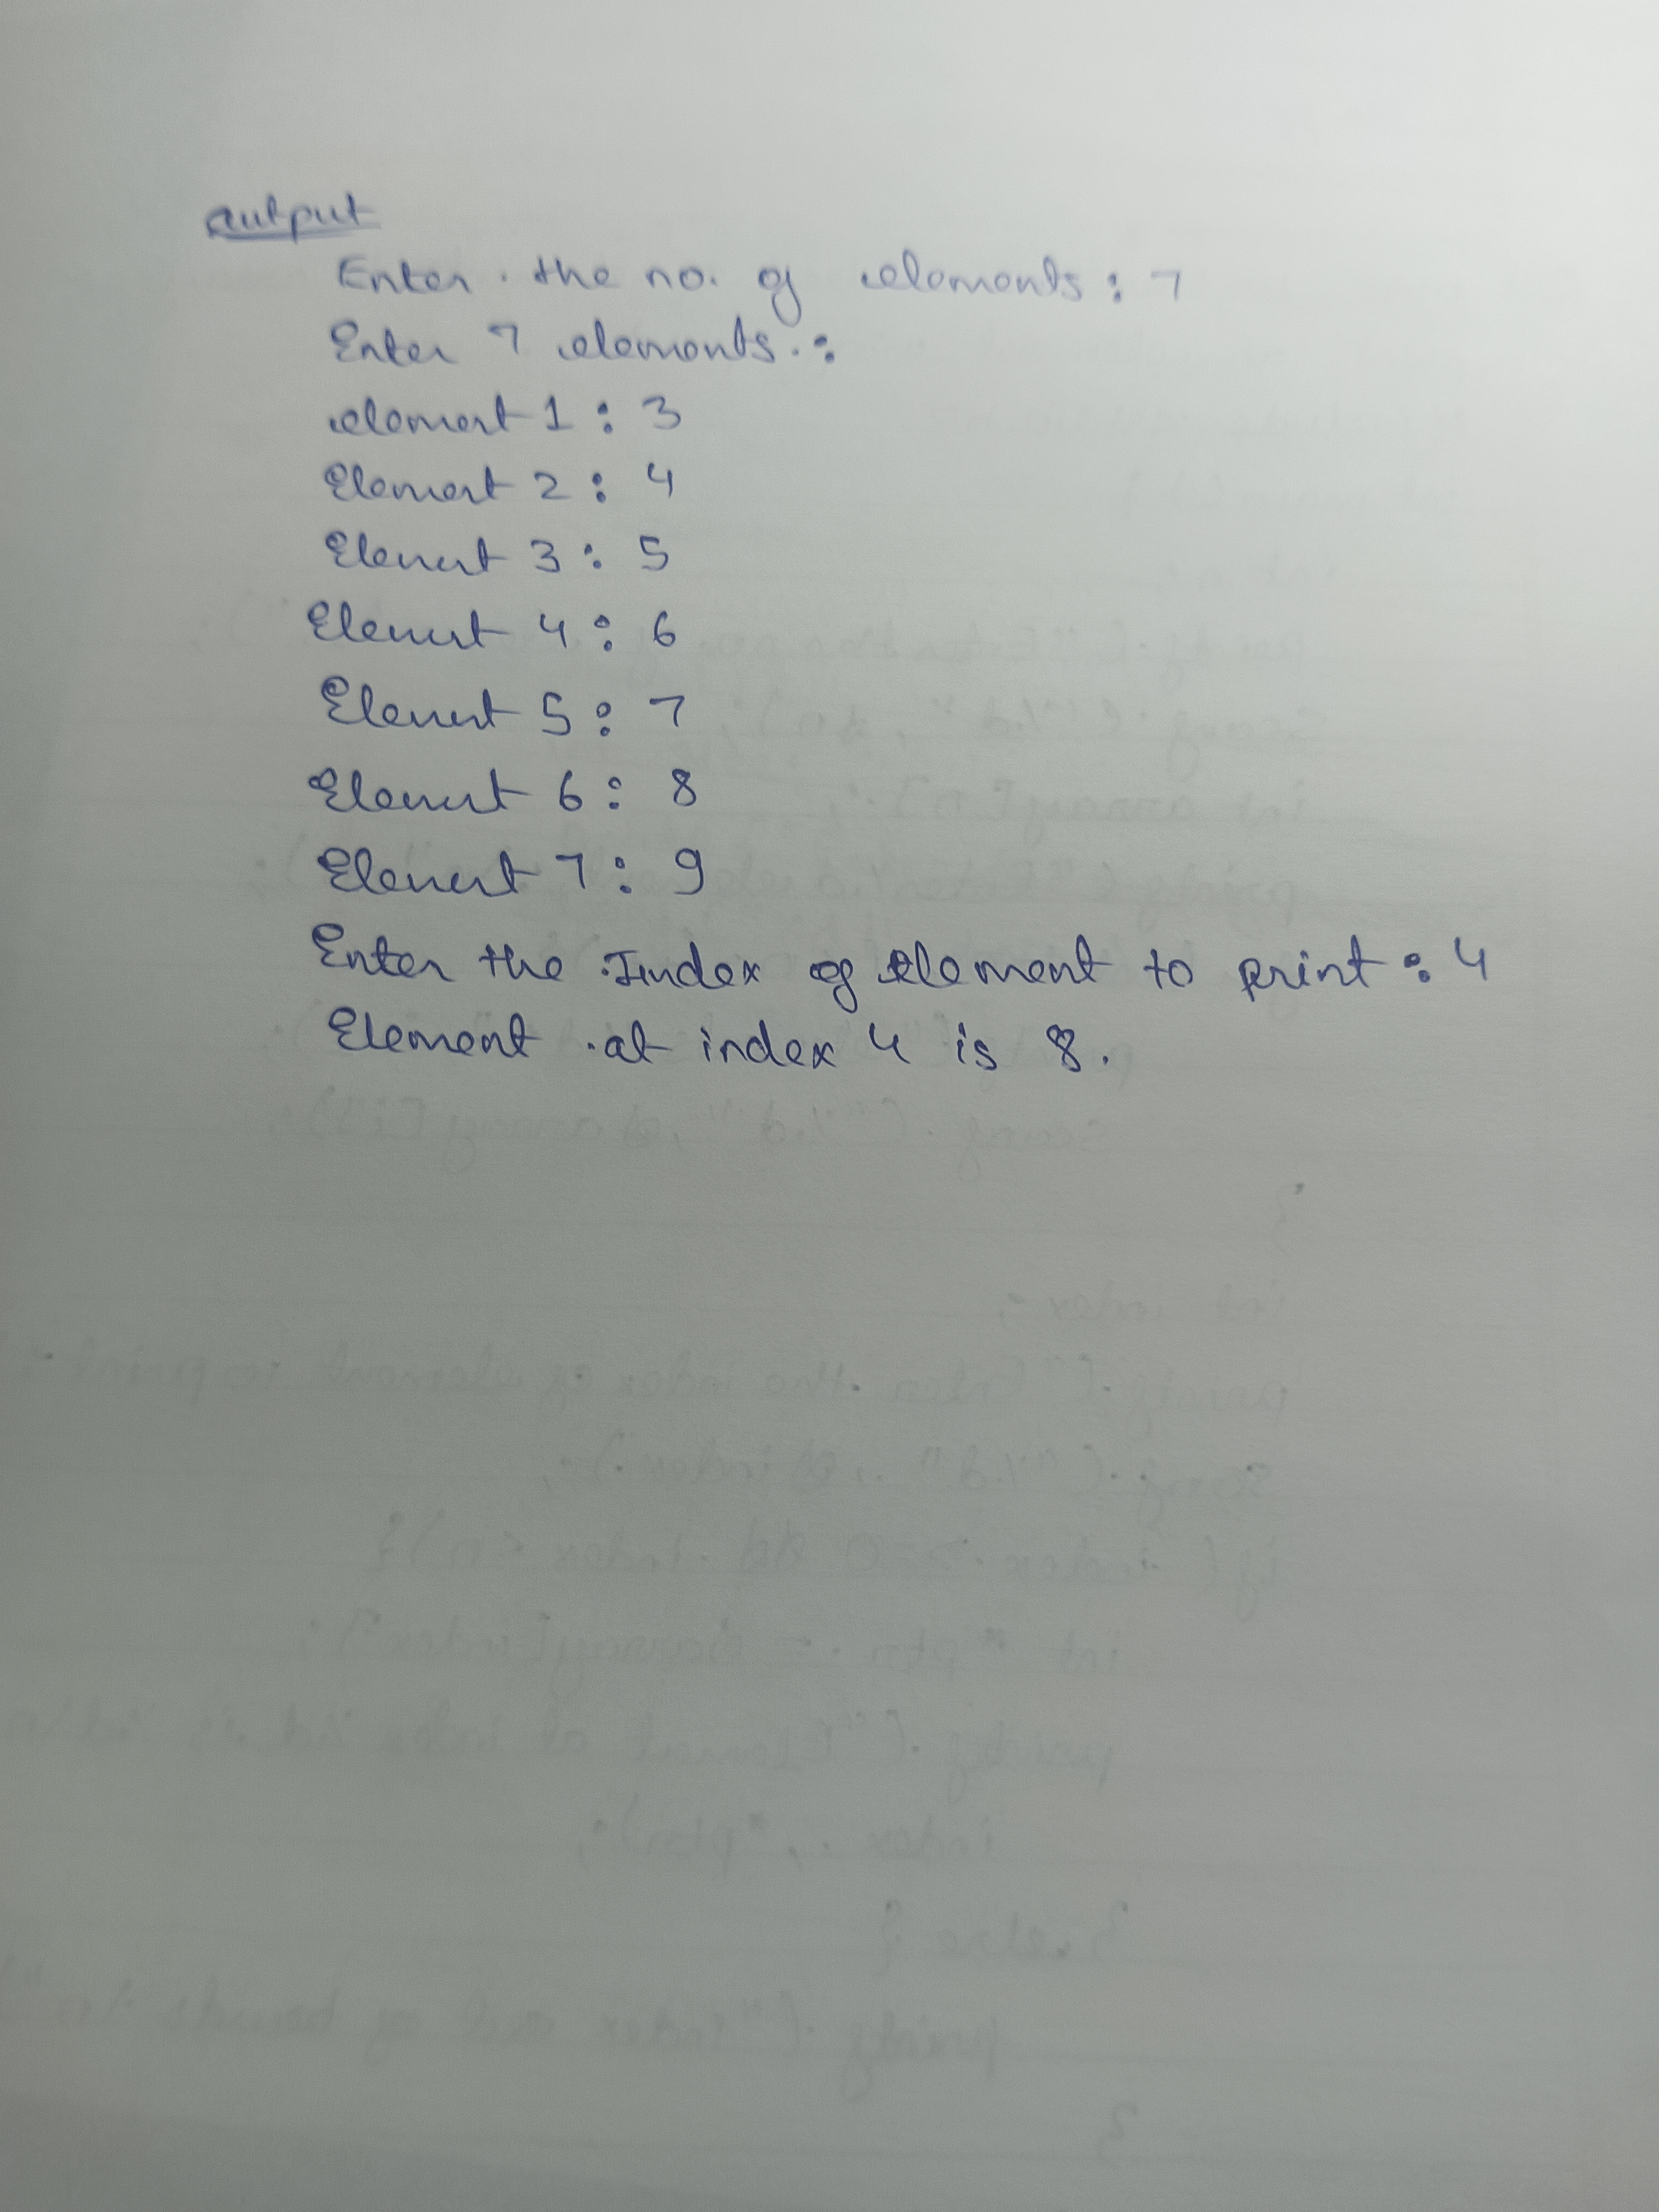 output
Enter the no. of elements : 7
Enter 7 elements :
element 1 : 3
Element 2 : 4
Element 3 : 5
Element 4 : 6
Element 5 : 7
Element 6 : 8
Element 7 : 9
Enter the Index of element to print : 4
Element at index 4 is 8.